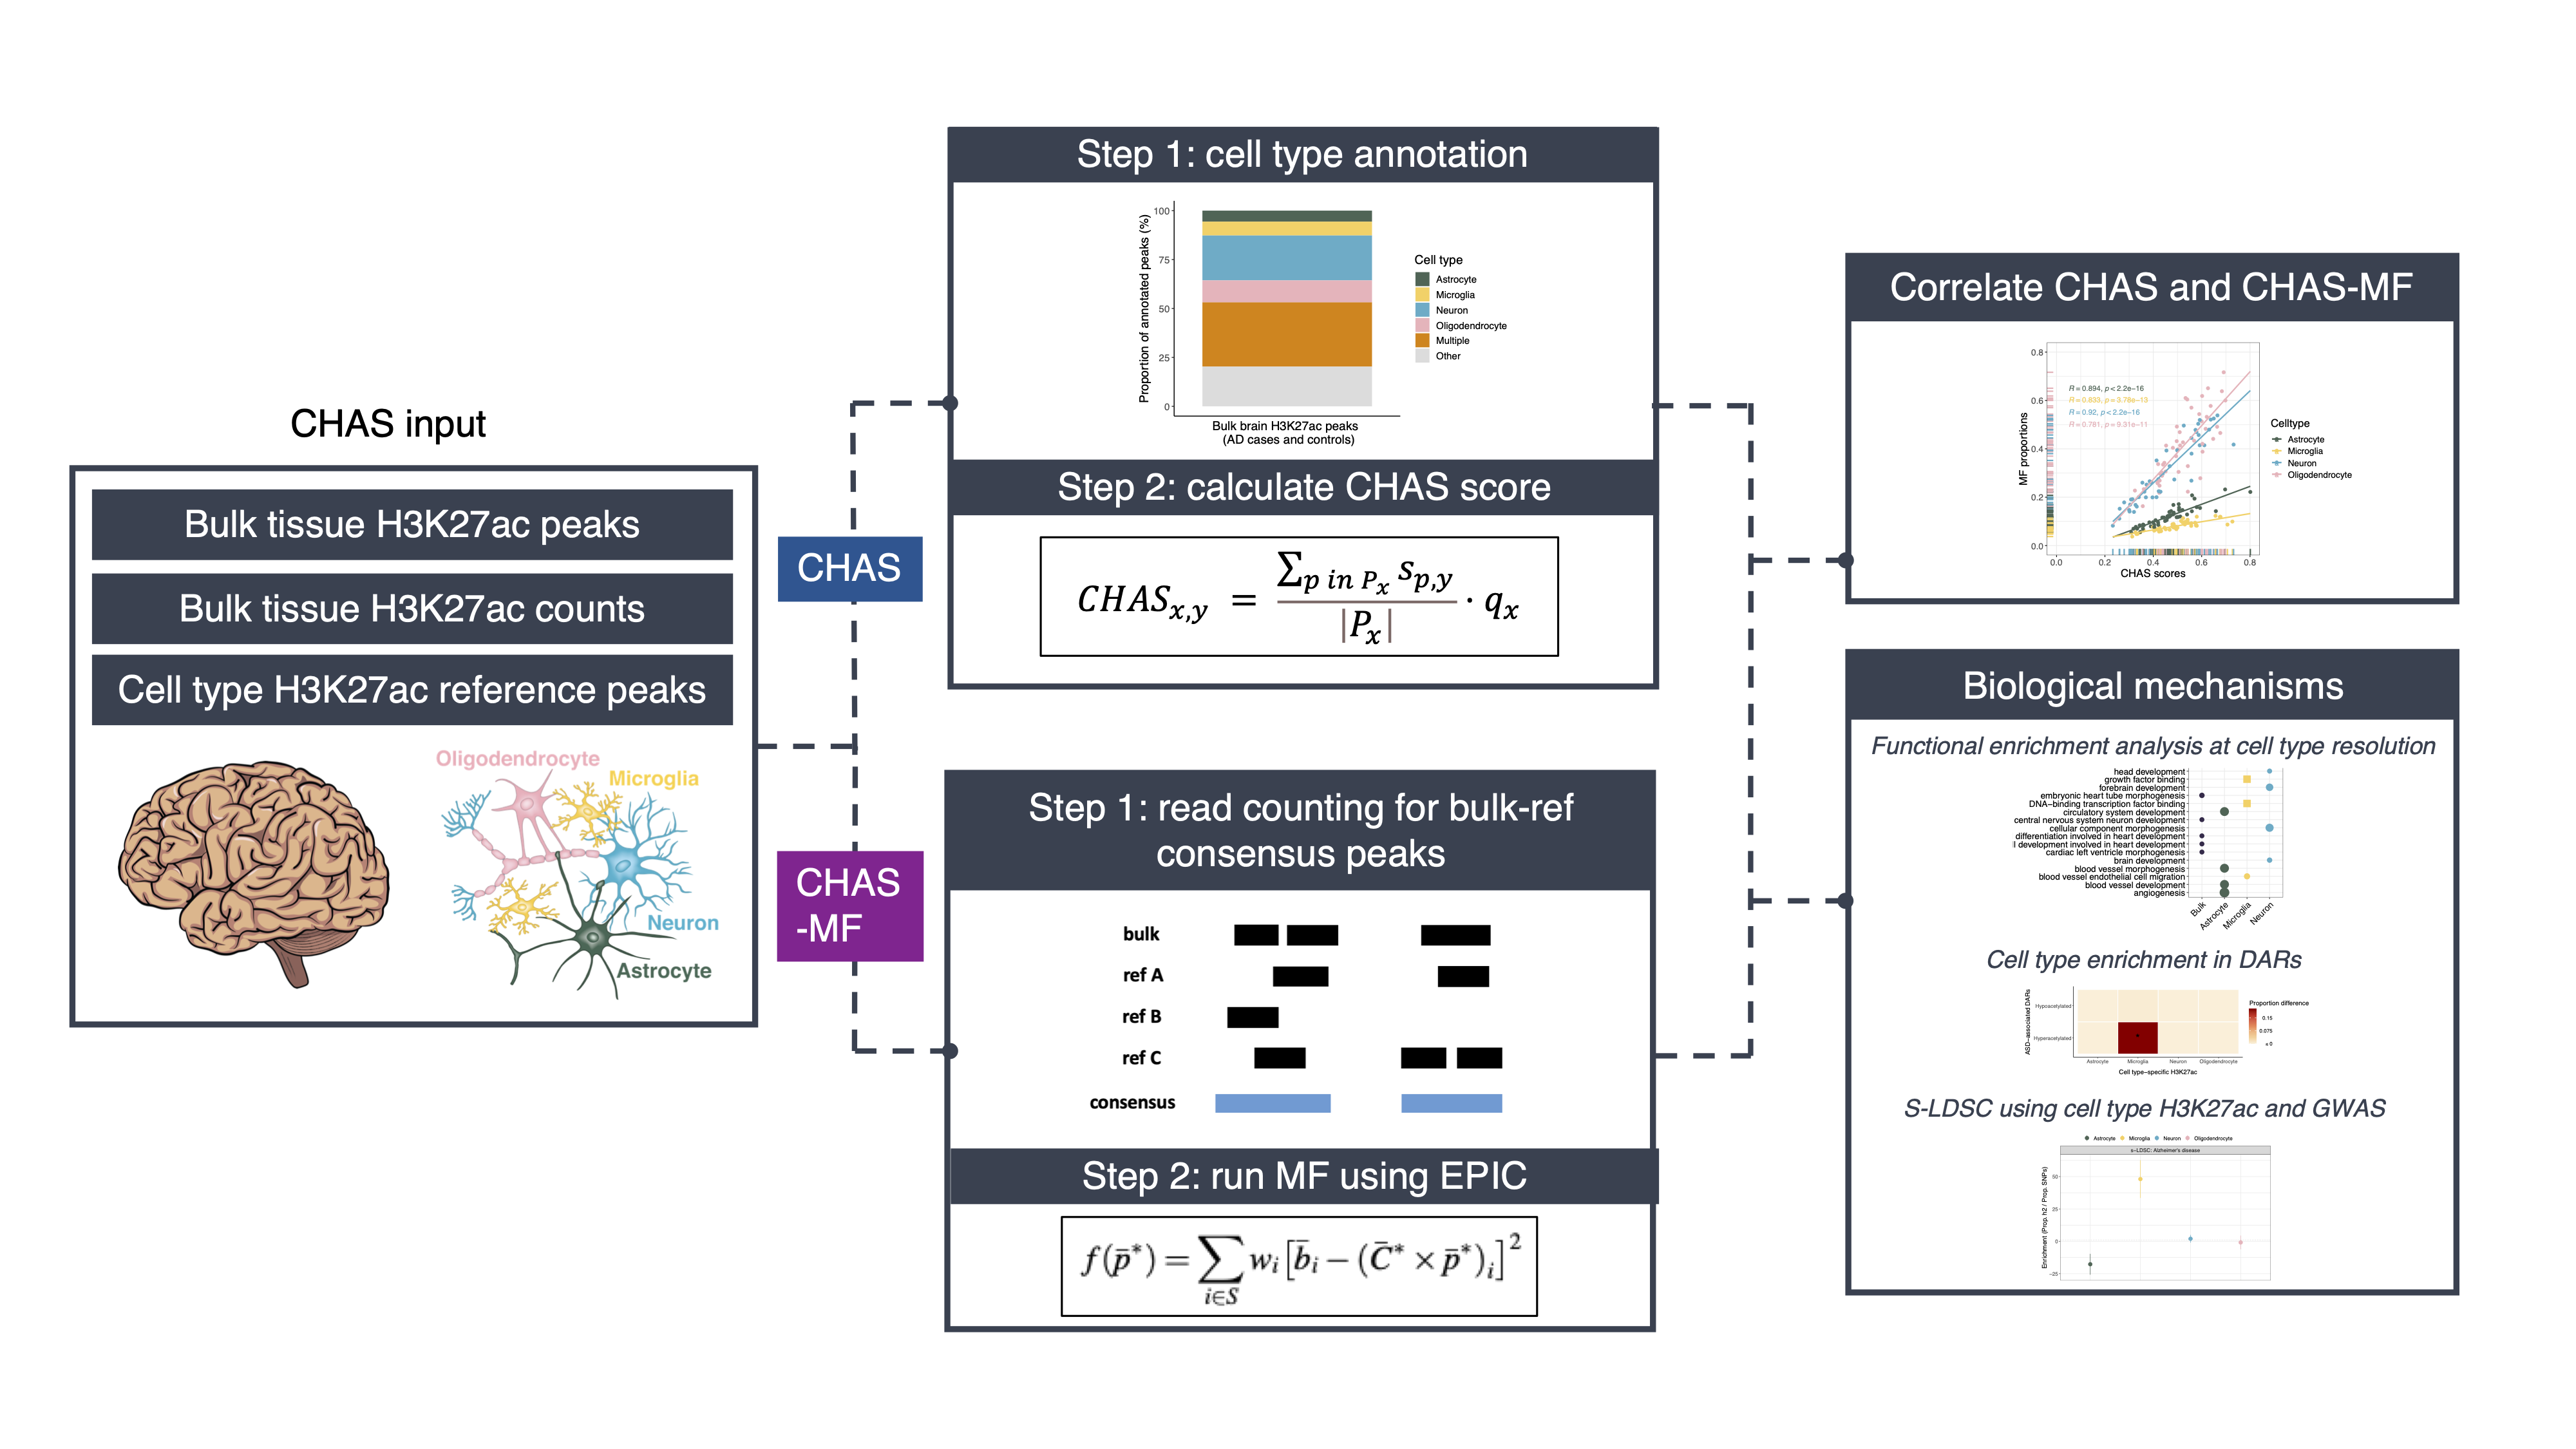 CHAS input
Bulk tissue H3K27ac peaks
Bulk tissue H3K27ac counts
Cell type H3K27ac reference peaks
Oligodendrocyte
Microglia
Neuron
Astrocyte
CHAS
CHAS
-MF
Step 1: cell type annotation
Proportion of annotated peaks (%)
100
75
50
25
0
Bulk brain H3K27ac peaks
(AD cases and controls)
Cell type
Astrocyte
Microglia
Neuron
Oligodendrocyte
Multiple
Other
Step 2: calculate CHAS score
CHAS_{x,y} = \frac{\sum_{p in P_x} s_{p,y}}{|P_x|} · q_x
Step 1: read counting for bulk-ref
consensus peaks
bulk
ref A
ref B
ref C
consensus
Step 2: run MF using EPIC
f(\bar{p}^*) = \sum_{i∈S} w_i [\bar{b}_i − (\bar{C}^* × \bar{p}^*)_i]^2
Correlate CHAS and CHAS-MF
MF proportions
0.8
0.6
0.4
0.2
0.0
R = 0.894, p < 2.2e−16
R = 0.833, p = 3.78e−13
R = 0.92, p < 2.2e−16
R = 0.781, p = 9.31e−11
0.0 0.2 0.4 0.6 0.8
CHAS scores
Celltype
Astrocyte
Microglia
Neuron
Oligodendrocyte
Biological mechanisms
Functional enrichment analysis at cell type resolution
head development
growth factor binding
forebrain development
embryonic heart tube morphogenesis
DNA−binding transcription factor binding
circulatory system development
central nervous system neuron development
cellular component morphogenesis
differentiation involved in heart development
l development involved in heart development
cardiac left ventricle morphogenesis
brain development
blood vessel morphogenesis
blood vessel endothelial cell migration
blood vessel development
angiogenesis
Bulk
Astrocyte
Microglia
Neuron
Cell type enrichment in DARs
ASD−associated DARs
Hypoacetylated
Hyperacetylated
Astrocyte Microglia Neuron Oligodendrocyte
Cell type−specific H3K27ac
Proportion difference
0.15
0.075
≤ 0
S-LDSC using cell type H3K27ac and GWAS
Astrocyte Microglia Neuron Oligodendrocyte
s−LDSC: Alzheimer's disease
Enrichment (Prop. h2 / Prop. SNPs)
50
25
0
−25